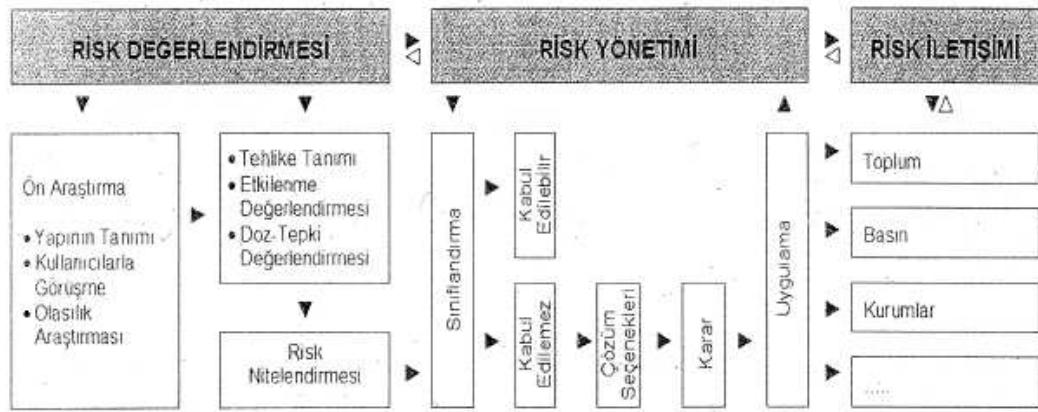 RİSK DEĞERLENDİRMESİ
RİSK YÖNETİMİ
RİSK İLETİŞİMİ
Ön Araştırma
• Yapının Tanımı
• Kullanıcılarla
Görüşme
• Olasılık
Araştırması
• Tehlike Tanımı
• Etkilenme
Değerlendirmesi
• Doz-Tepki
Değerlendirmesi
Risk
Nitelendirmesi
Sınıflandırma
Kabul
Edilebilir
Kabul
Edilemez
Çözüm
Seçenekleri
Karar
Uygulama
Toplum
Basın
Kurumlar
.....